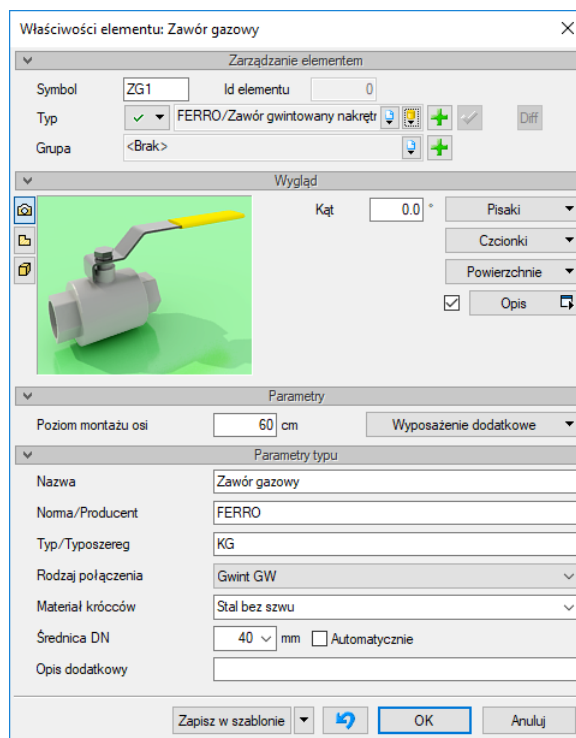 Właściwości elementu: Zawór gazowy
Zarządzanie elementem
Symbol ZG1 Id elementu 0
Typ FERRO/Zawór gwintowany nakrętn Diff
Grupa <Brak>
Wygląd
Kąt 0.0 ° Pisaki
Czcionki
Powierzchnie
Opis
Parametry
Poziom montażu osi 60 cm Wyposażenie dodatkowe
Parametry typu
Nazwa Zawór gazowy
Norma/Producent FERRO
Typ/Typoszereg KG
Rodzaj połączenia Gwint GW
Materiał króćców Stal bez szwu
Średnica DN 40 mm Automatycznie
Opis dodatkowy
Zapisz w szablonie OK Anuluj